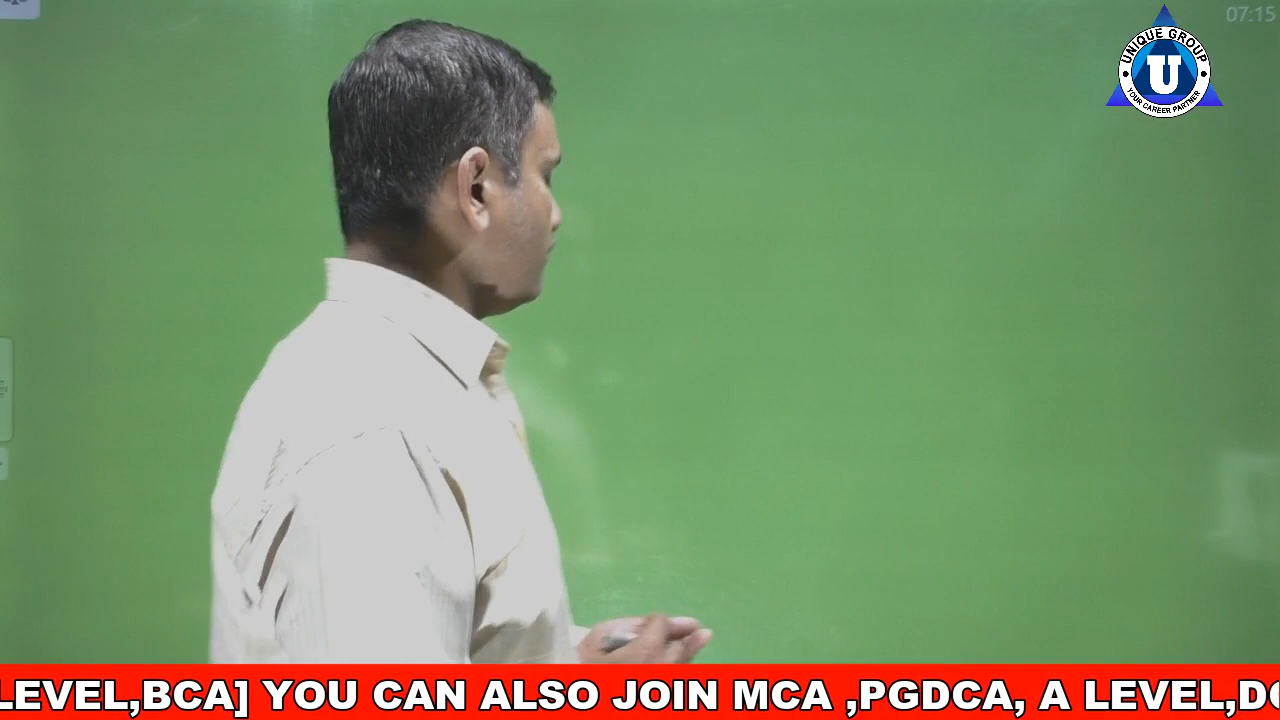 07:15
UNIQUE GROUP
U
YOUR CAREER PARTNER
LEVEL,BCA] YOU CAN ALSO JOIN MCA ,PGDCA, A LEVEL,DC